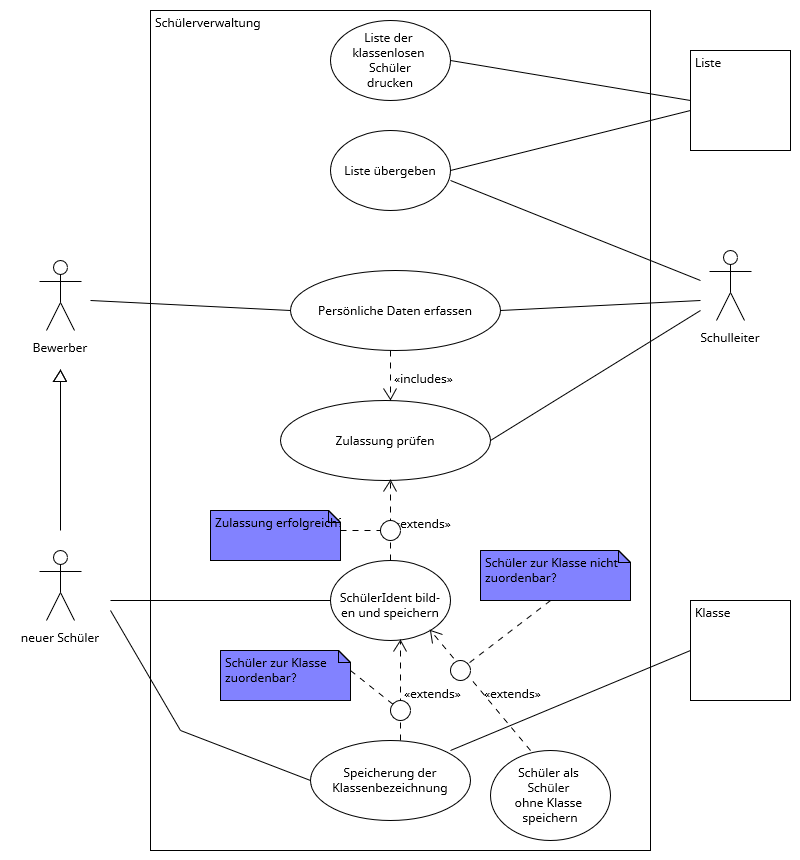 Schülerverwaltung
Liste der
klassenlosen
Schüler
drucken
Liste
Liste übergeben
Persönliche Daten erfassen
Bewerber
Schulleiter
«includes»
Zulassung prüfen
Zulassung erfolgreich?
«extends»
Schüler zur Klasse nicht
zuordenbar?
SchülerIdent bild-
en und speichern
neuer Schüler
Klasse
Schüler zur Klasse
zuordenbar?
«extends»
«extends»
Speicherung der
Klassenbezeichnung
Schüler als
Schüler
ohne Klasse
speichern